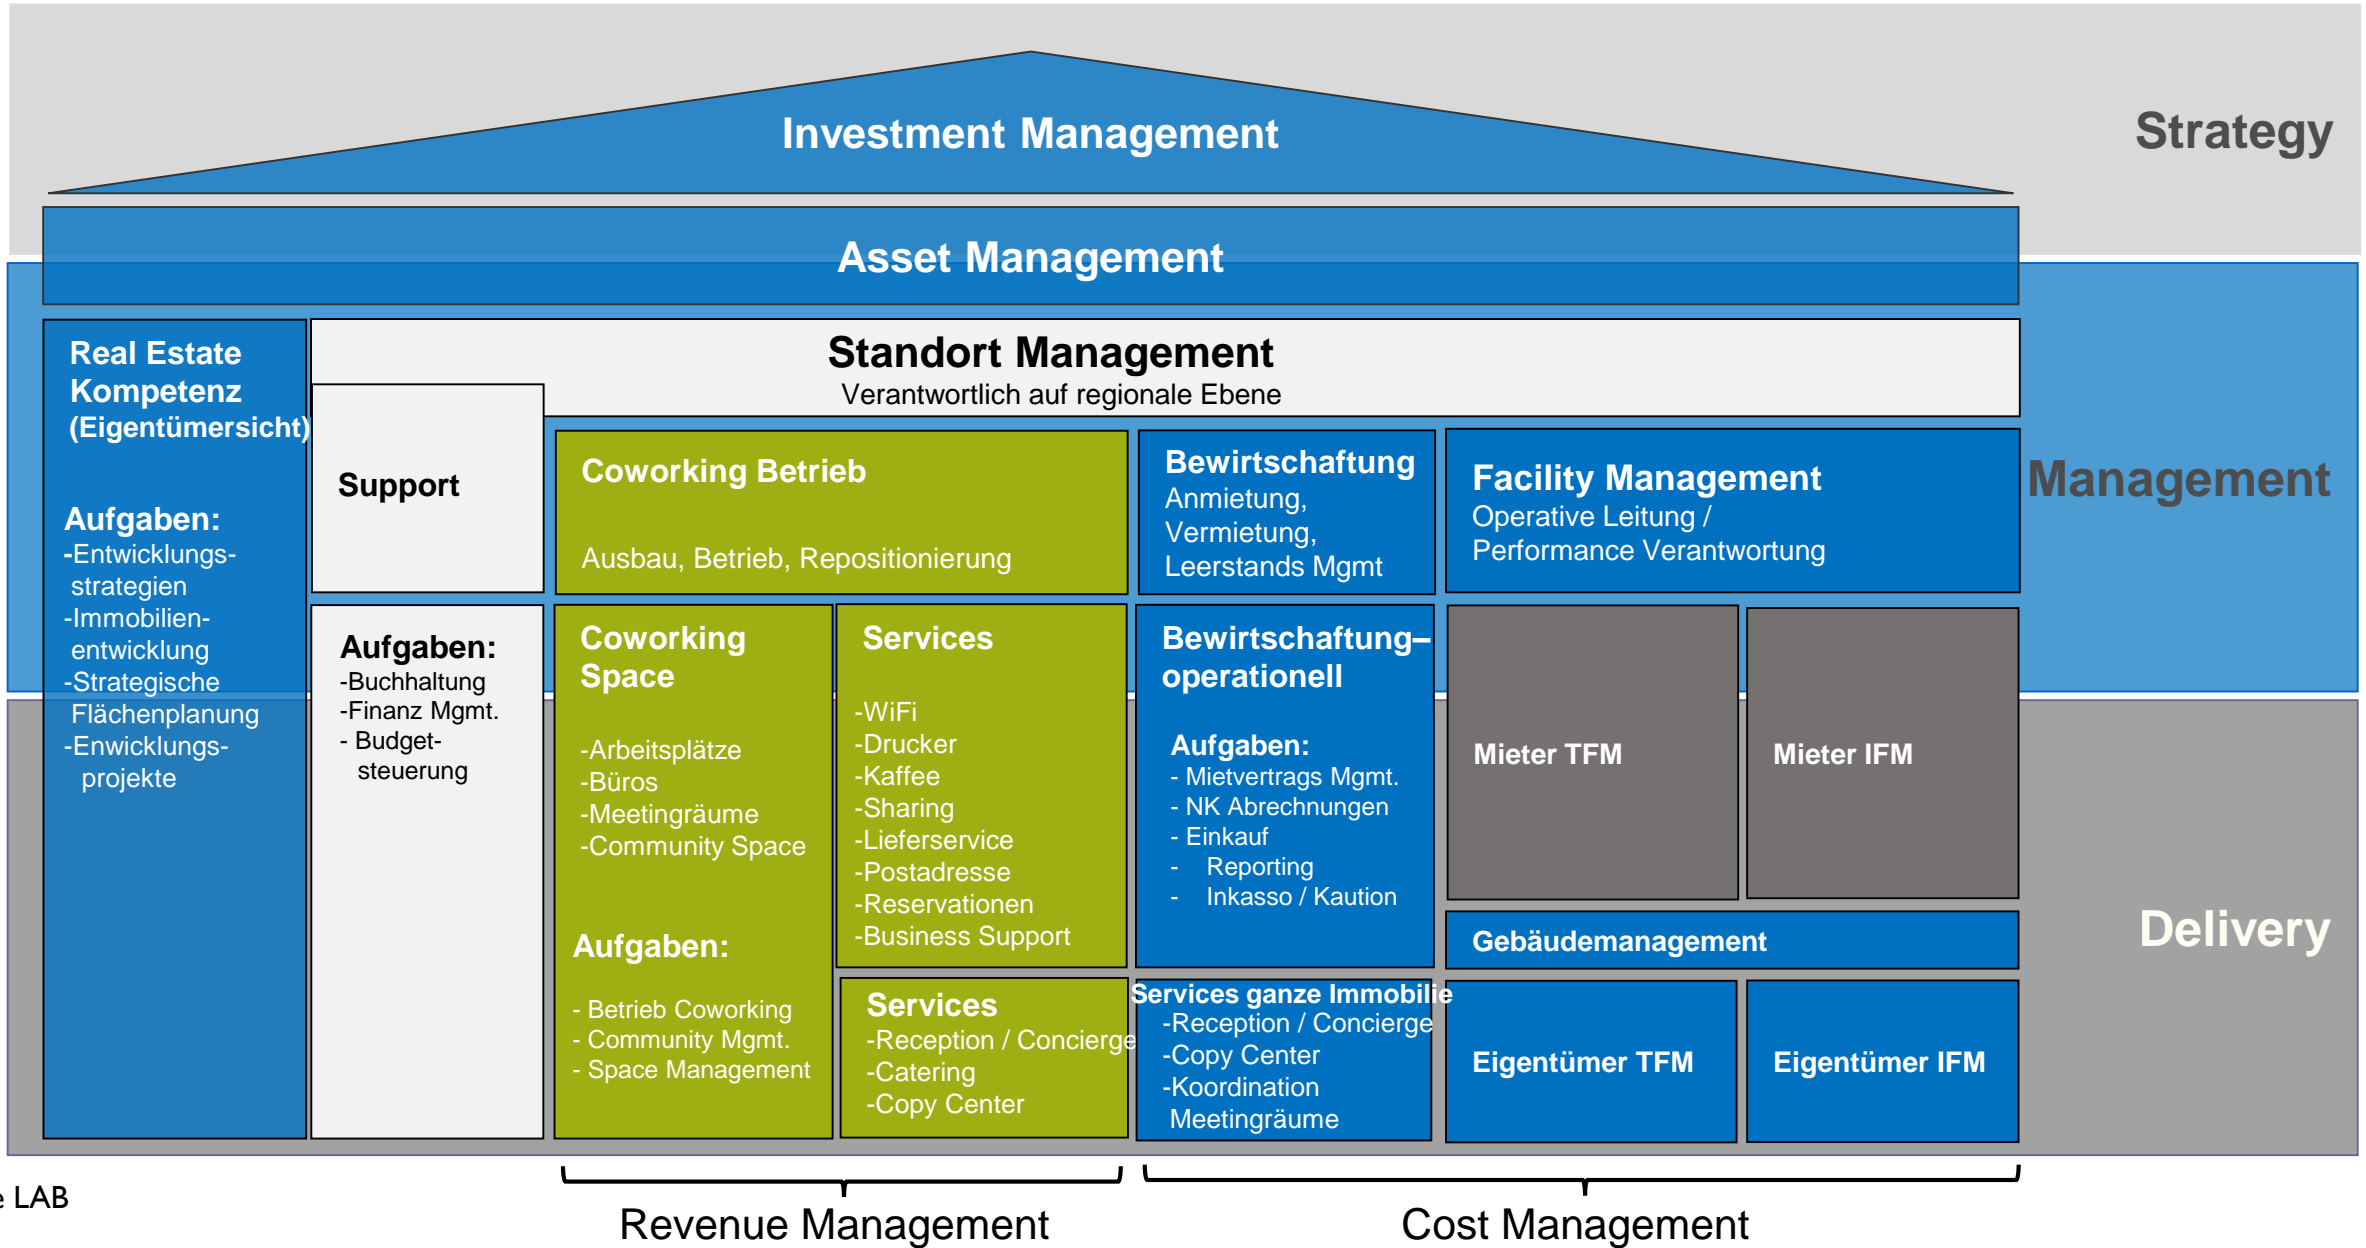 Investment Management
Strategy
Asset Management
Real Estate
Kompetenz
(Eigentümersicht)
Aufgaben:
-Entwicklungs-
strategien
-Immobilien-
entwicklung
-Strategische
Flächenplanung
-Enwicklungs-
projekte
Standort Management
Verantwortlich auf regionale Ebene
Support
Aufgaben:
-Buchhaltung
-Finanz Mgmt.
- Budget-
steuerung
Coworking Betrieb
Ausbau, Betrieb, Repositionierung
Coworking
Space
-Arbeitsplätze
-Büros
-Meetingräume
-Community Space
Aufgaben:
- Betrieb Coworking
- Community Mgmt.
- Space Management
Services
-WiFi
-Drucker
-Kaffee
-Sharing
-Lieferservice
-Postadresse
-Reservationen
-Business Support
Services
-Reception / Concierge
-Catering
-Copy Center
Bewirtschaftung
Anmietung,
Vermietung,
Leerstands Mgmt
Bewirtschaftung–
operationell
Aufgaben:
- Mietvertrags Mgmt.
- NK Abrechnungen
- Einkauf
- Reporting
- Inkasso / Kaution
Services ganze Immobilie
-Reception / Concierge
-Copy Center
-Koordination
Meetingräume
Facility Management
Operative Leitung /
Performance Verantwortung
Mieter TFM
Mieter IFM
Gebäudemanagement
Eigentümer TFM
Eigentümer IFM
Management
Delivery
e LAB
Revenue Management
Cost Management